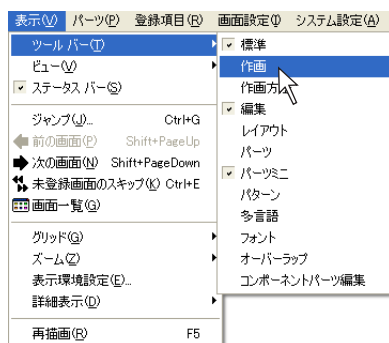 表示(V) パーツ(P) 登録項目(R) 画面設定(I) システム設定(A)
ツール バー(T)
ビュー(V)
ステータス バー(S)
ジャンプ(J)... Ctrl+G
前の画面(P) Shift+PageUp
次の画面(N) Shift+PageDown
未登録画面のスキップ(K) Ctrl+E
画面一覧(G)
グリッド(G)
ズーム(Z)
表示環境設定(E)...
詳細表示(D)
再描画(R) F5
標準
作画
作画方
編集
レイアウト
パーツ
パーツミニ
パターン
多言語
フォント
オーバーラップ
コンポーネントパーツ編集